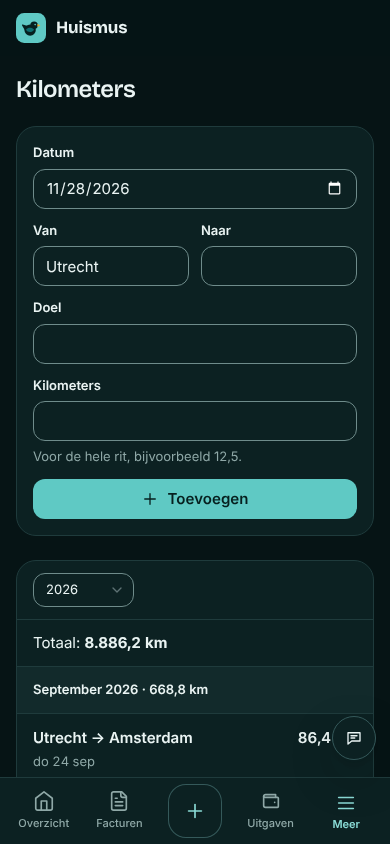 Huismus
Kilometers
Datum
11/28/2026
Van Naar
Utrecht
Doel
Kilometers
Voor de hele rit, bijvoorbeeld 12,5.
+ Toevoegen
2026
Totaal: 8.886,2 km
September 2026 · 668,8 km
Utrecht → Amsterdam 86,4
do 24 sep
Overzicht Facturen + Uitgaven Meer